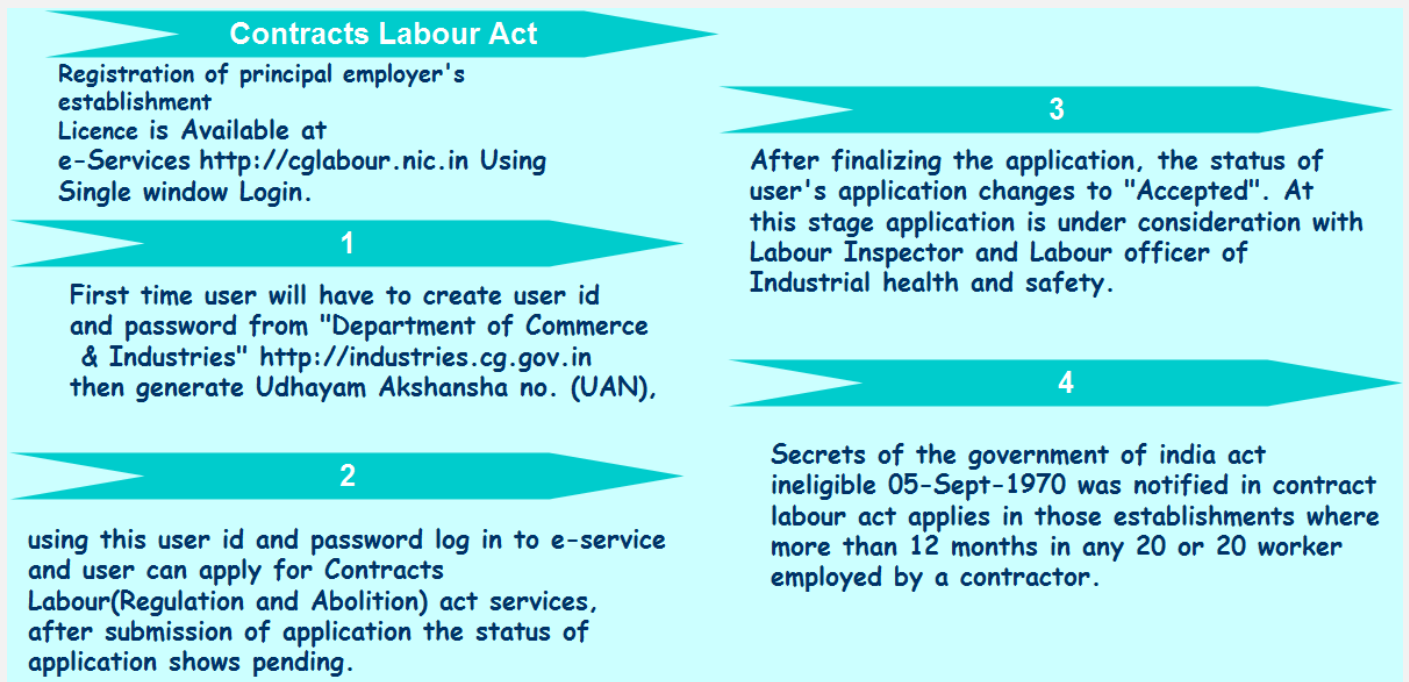 Contracts Labour Act
Registration of principal employer's
establishment
Licence is Available at
e-Services http://cglabour.nic.in Using
Single window Login.
1
First time user will have to create user id
and password from "Department of Commerce
& Industries" http://industries.cg.gov.in
then generate Udhayam Akshansha no. (UAN),
2
using this user id and password log in to e-service
and user can apply for Contracts
Labour(Regulation and Abolition) act services,
after submission of application the status of
application shows pending.
3
After finalizing the application, the status of
user's application changes to "Accepted". At
this stage application is under consideration with
Labour Inspector and Labour officer of
Industrial health and safety.
4
Secrets of the government of india act
ineligible 05-Sept-1970 was notified in contract
labour act applies in those establishments where
more than 12 months in any 20 or 20 worker
employed by a contractor.